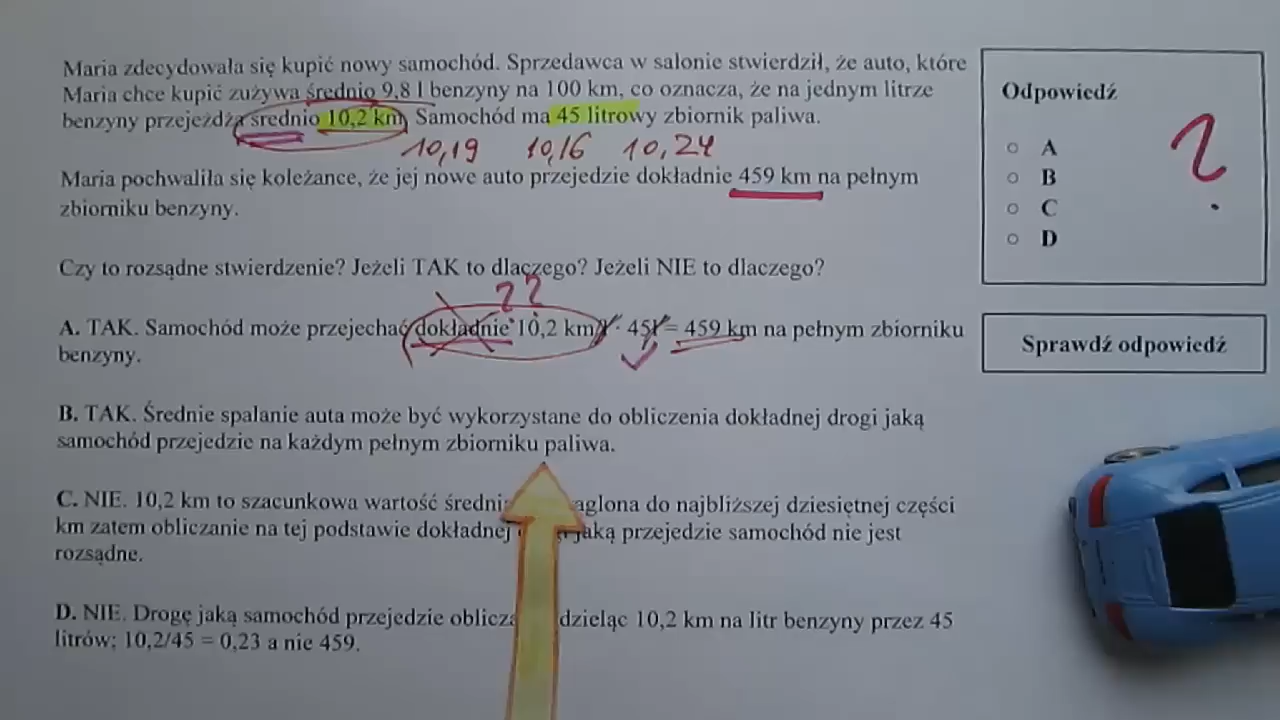 Maria zdecydowała się kupić nowy samochód. Sprzedawca w salonie stwierdził, że auto, które
Maria chce kupić zużywa średnio 9,8 l benzyny na 100 km, co oznacza, że na jednym litrze
benzyny przejeżdża średnio 10,2 km. Samochód ma 45 litrowy zbiornik paliwa.
10,19 10,16 10,24
Maria pochwaliła się koleżance, że jej nowe auto przejedzie dokładnie 459 km na pełnym
zbiorniku benzyny.
Czy to rozsądne stwierdzenie? Jeżeli TAK to dlaczego? Jeżeli NIE to dlaczego?
??
A. TAK. Samochód może przejechać dokładnie 10,2 km/l · 45l = 459 km na pełnym zbiorniku
benzyny.
B. TAK. Średnie spalanie auta może być wykorzystane do obliczenia dokładnej drogi jaką
samochód przejedzie na każdym pełnym zbiorniku paliwa.
C. NIE. 10,2 km to szacunkowa wartość średni aglona do najbliższej dziesiętnej części
km zatem obliczanie na tej podstawie dokładnej jaką przejedzie samochód nie jest
rozsądne.
D. NIE. Drogę jaką samochód przejedzie oblicza dzieląc 10,2 km na litr benzyny przez 45
litrów; 10,2/45 = 0,23 a nie 459.
Odpowiedź
A
B
C
D
?
Sprawdź odpowiedź